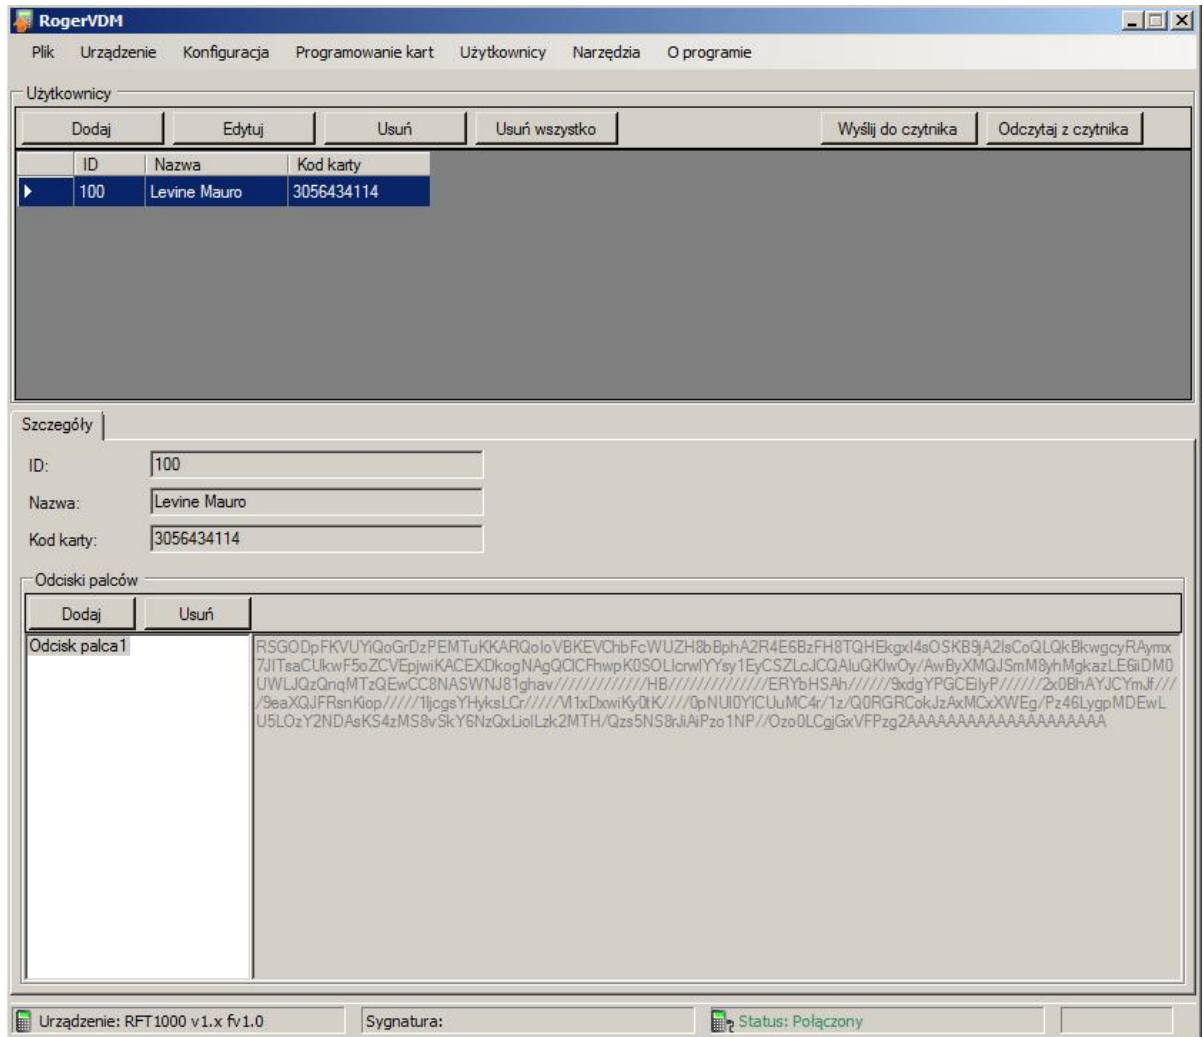 RogerVDM
Plik Urządzenie Konfiguracja Programowanie kart Użytkownicy Narzędzia O programie
Użytkownicy
Dodaj Edytuj Usuń Usuń wszystko Wyślij do czytnika Odczytaj z czytnika
ID Nazwa Kod karty
100 Levine Mauro 3056434114
Szczegóły
ID: 100
Nazwa: Levine Mauro
Kod karty: 3056434114
Odciski palców
Dodaj Usuń
Odcisk palca1
Urządzenie: RFT1000 v1.x fv1.0 Sygnatura: Status: Połączony